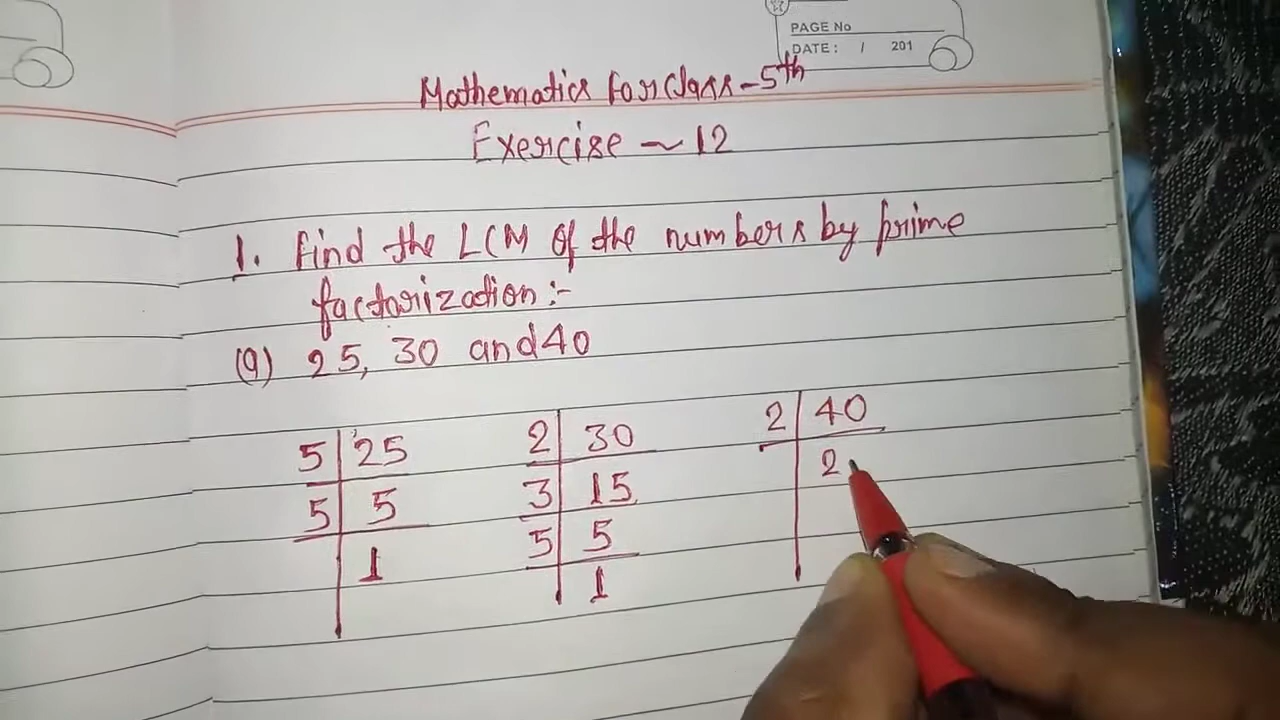 PAGE No
DATE: / 201
Mathematics for Class-5th
Exercise ~ 12
1. Find the LCM of the numbers by prime
factorization :-
(a) 25, 30 and 40
5 25
5 5
1
2 30
3 15
5 5
1
2 40
2